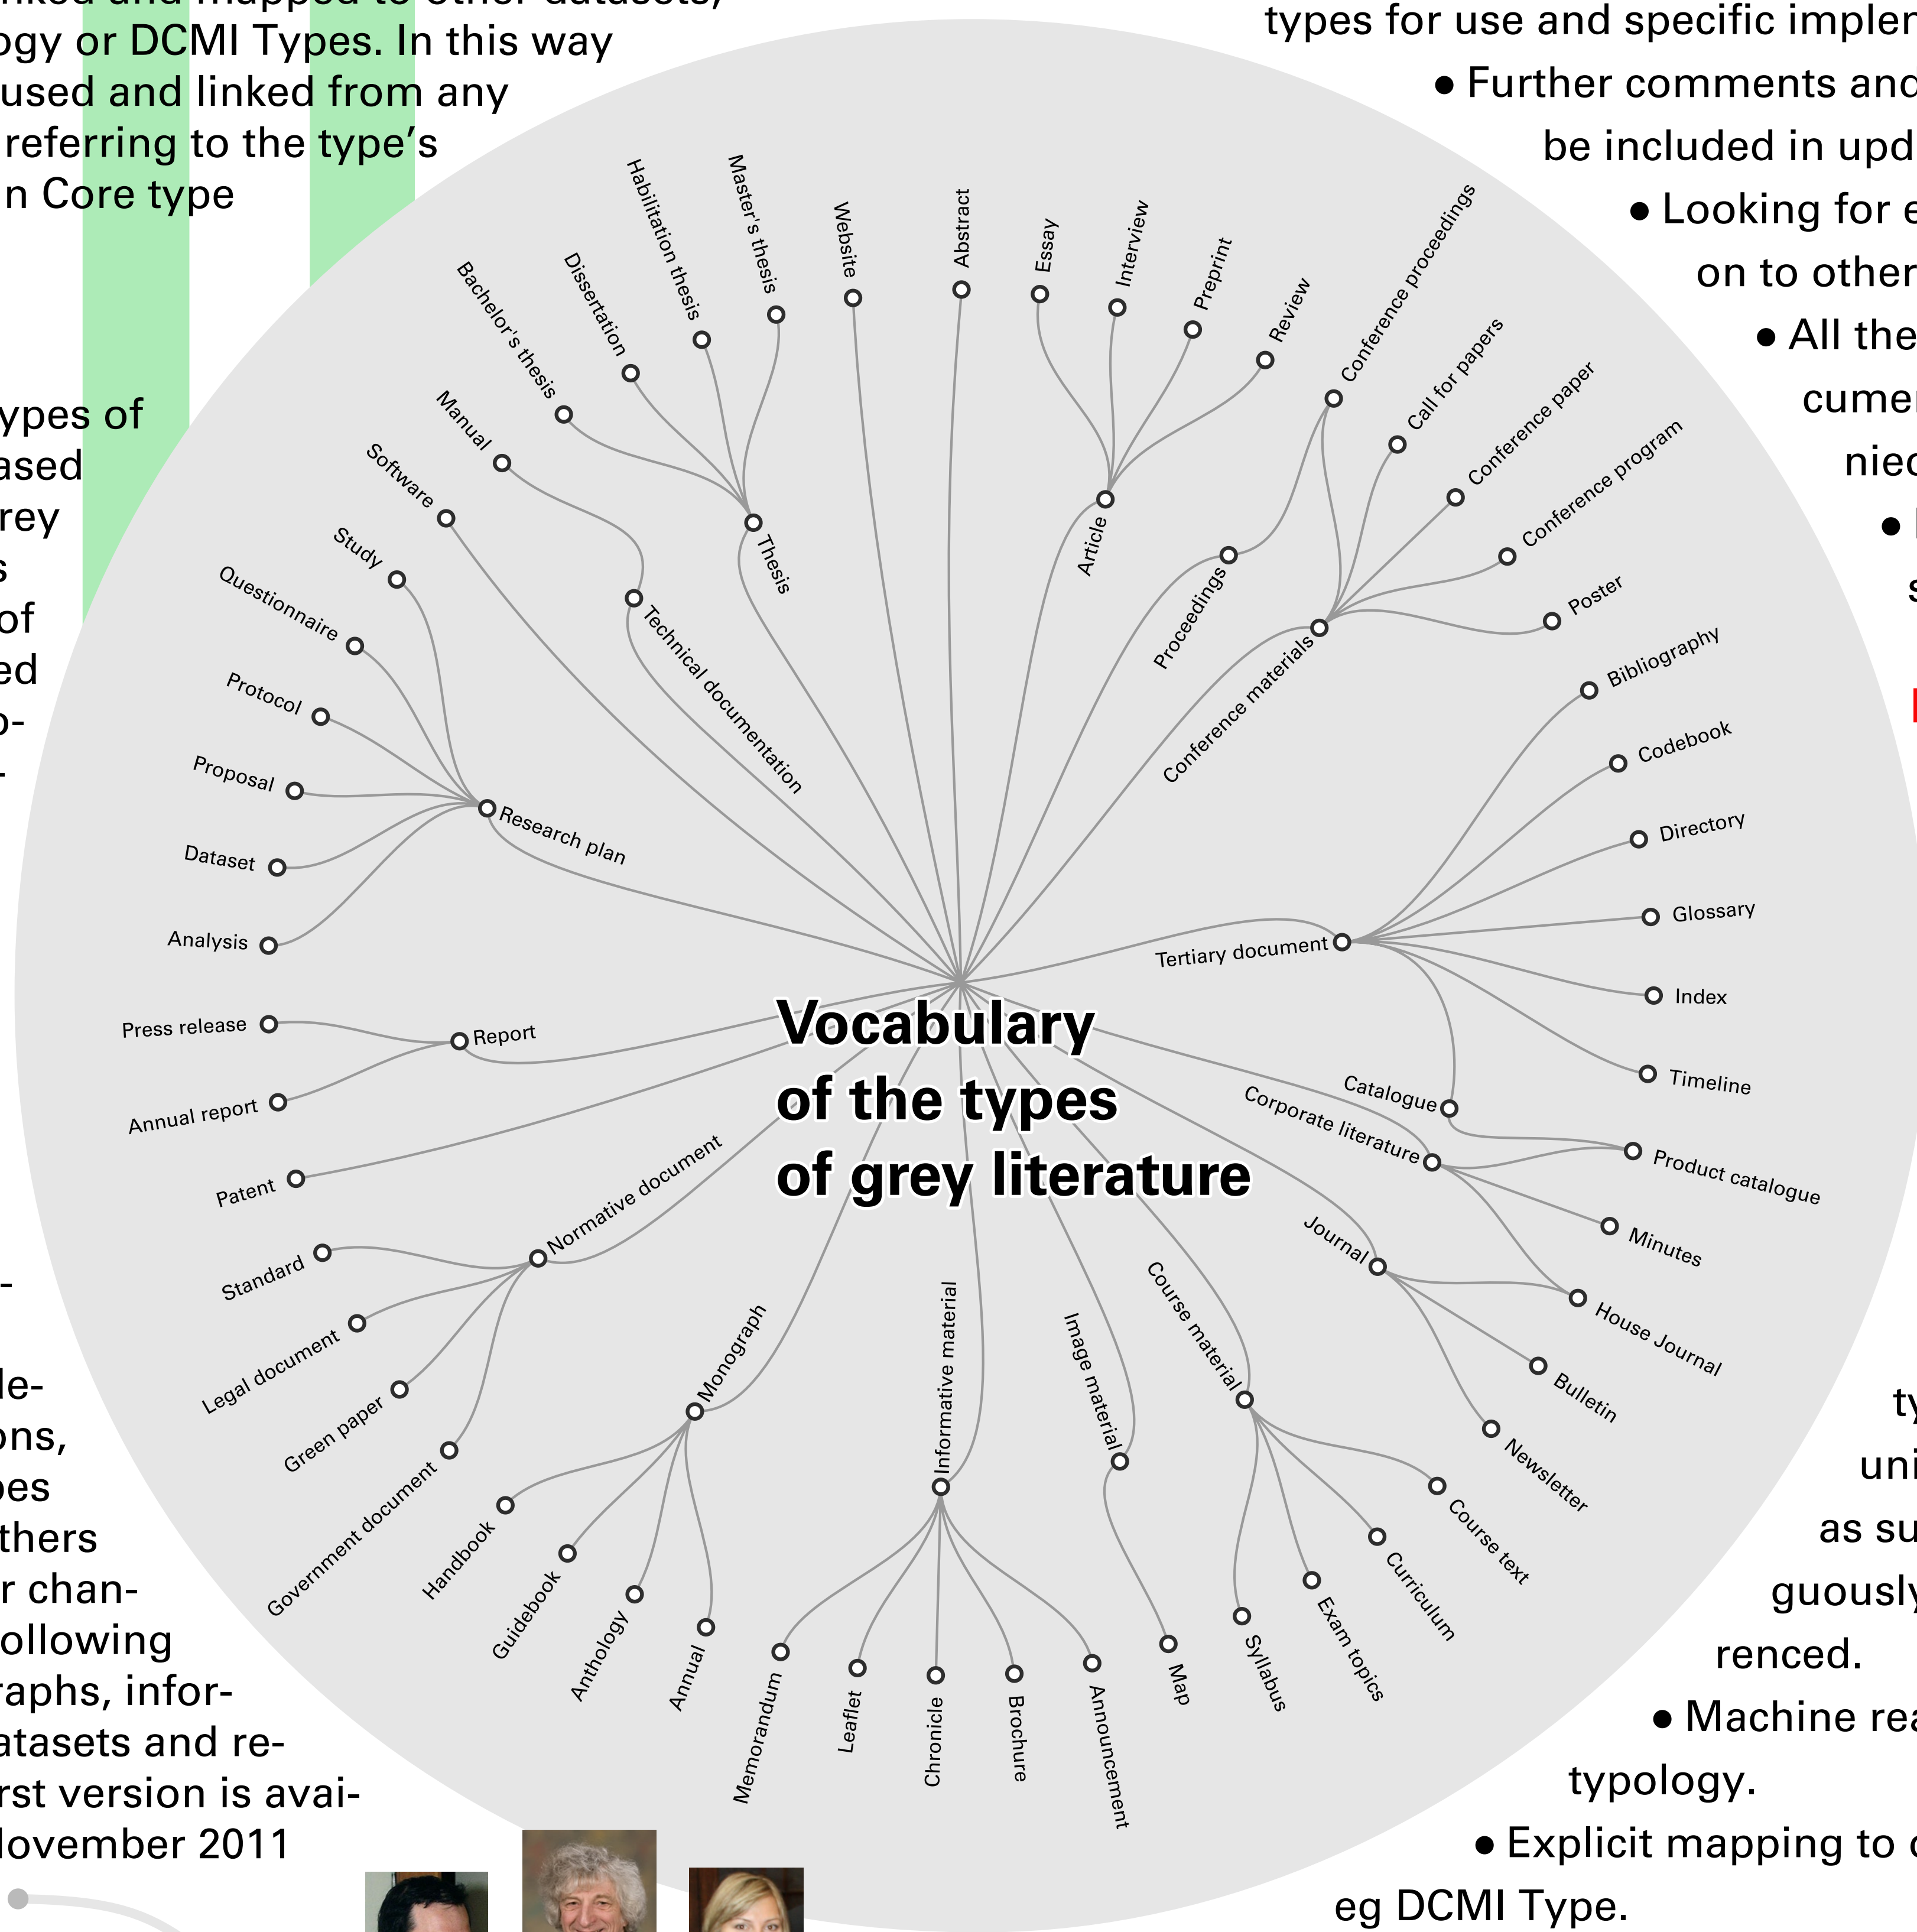 nked and mapped to other datasets,
ogy or DCMI Types. In this way
used and linked from any
referring to the type's
n Core type
ypes of
ased
rey
s
of
ed
o-
-
-
le-
ons,
pes
thers
r chan-
ollowing
raphs, infor-
atasets and re-
rst version is avai-
November 2011
types for use and specific implem
• Further comments and
be included in upd
• Looking for e
on to other
• All the
cumen
niec
s
Website
Abstract
Essay
Interview
Preprint
Review
Article
Conference proceedings
Proceedings
Call for papers
Conference paper
Conference program
Poster
Conference materials
Bibliography
Codebook
Directory
Glossary
Index
Timeline
Tertiary document
Catalogue
Product catalogue
Corporate literature
Minutes
House Journal
Journal
Bulletin
Newsletter
Course material
Course text
Curriculum
Exam topics
Syllabus
Image material
Map
Informative material
Announcement
Brochure
Chronicle
Leaflet
Memorandum
Monograph
Annual
Anthology
Guidebook
Handbook
Normative document
Government document
Green paper
Legal document
Standard
Patent
Report
Annual report
Press release
Research plan
Analysis
Dataset
Proposal
Protocol
Questionnaire
Study
Software
Technical documentation
Manual
Thesis
Bachelor's thesis
Dissertation
Habilitation thesis
Master's thesis
Vocabulary
of the types
of grey literature
ty
uni
as su
guously
renced.
• Machine rea
typology.
• Explicit mapping to o
eg DCMI Type.